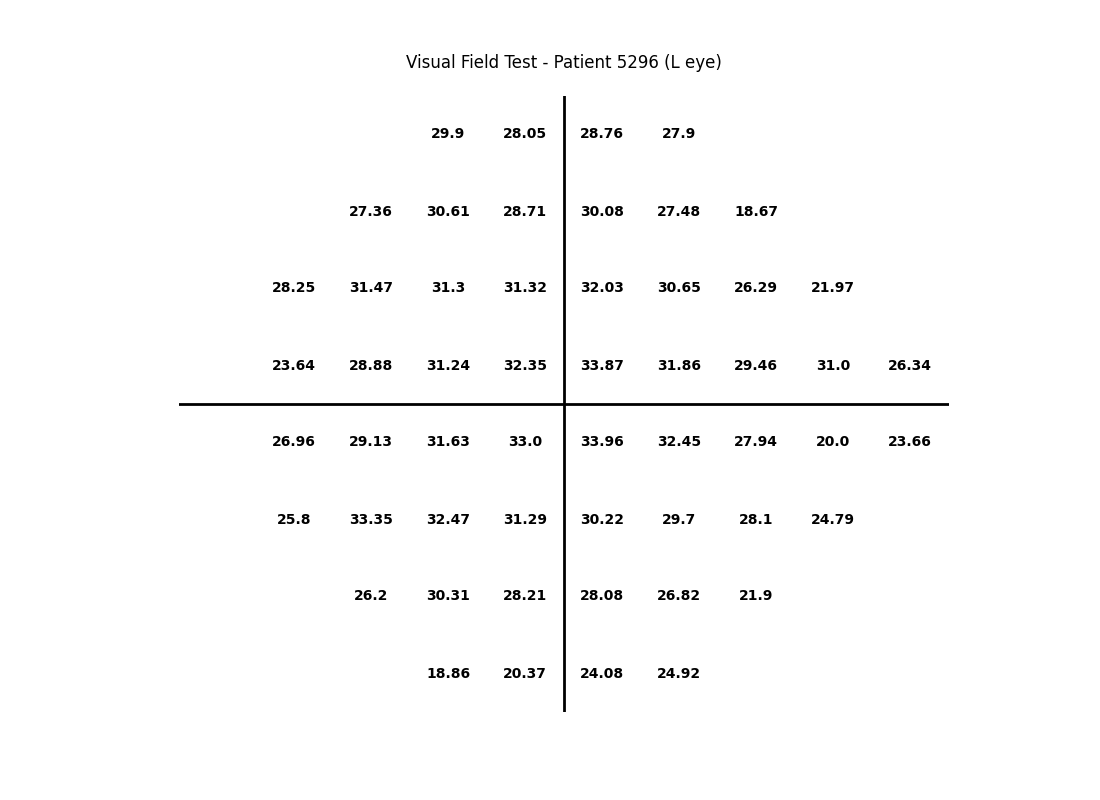 Visual Field Test - Patient 5296 (L eye)
29.9 28.05 28.76 27.9
27.36 30.61 28.71 30.08 27.48 18.67
28.25 31.47 31.3 31.32 32.03 30.65 26.29 21.97
23.64 28.88 31.24 32.35 33.87 31.86 29.46 31.0 26.34
26.96 29.13 31.63 33.0 33.96 32.45 27.94 20.0 23.66
25.8 33.35 32.47 31.29 30.22 29.7 28.1 24.79
26.2 30.31 28.21 28.08 26.82 21.9
18.86 20.37 24.08 24.92